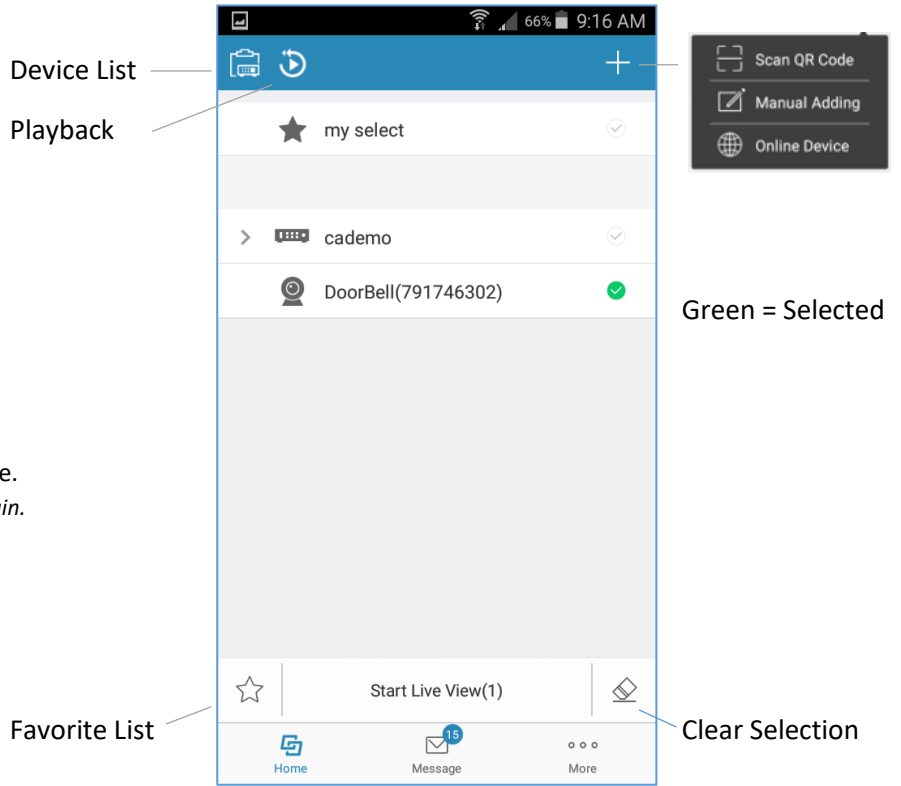 66% 9:16 AM
Device List
Playback
Scan QR Code
Manual Adding
Online Device
my select
cademo
DoorBell(791746302)
Green = Selected
e.
in.
Start Live View(1)
Favorite List
Clear Selection
15
Home
Message
More